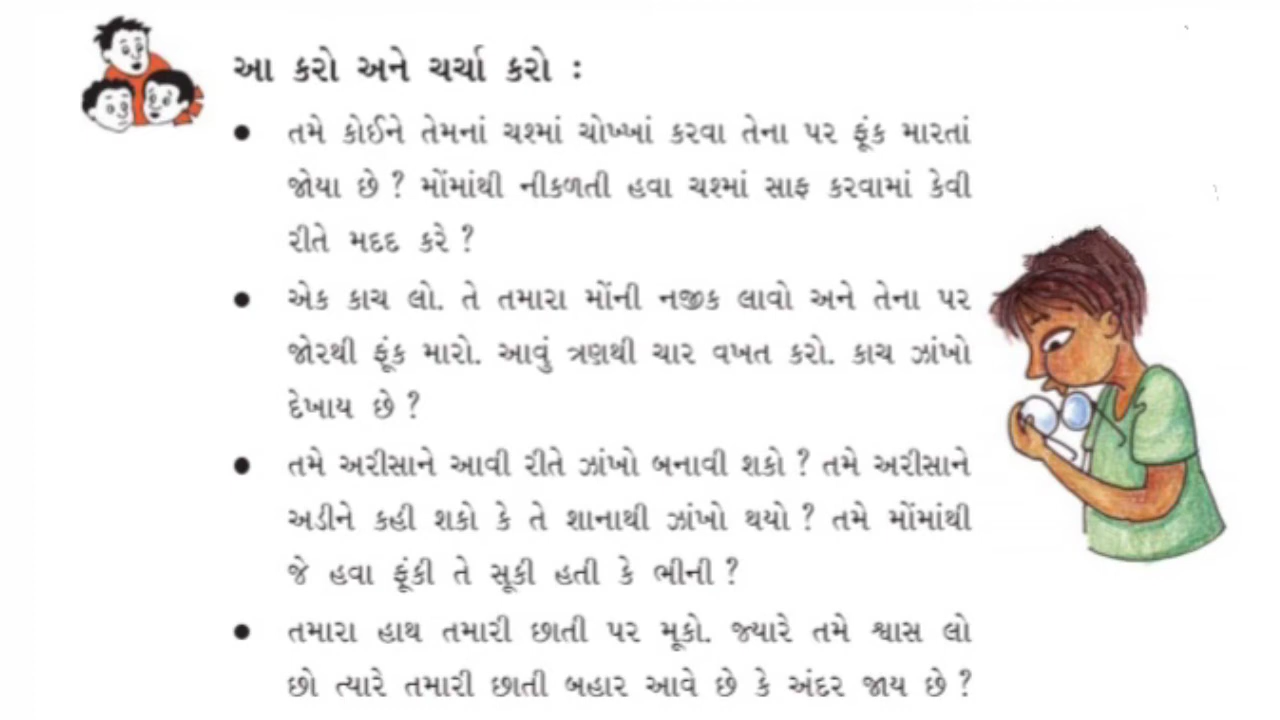 આ કરો અને ચર્ચા કરો :
● તમે કોઈને તેમનાં ચશ્માં ચોખ્ખાં કરવા તેના પર ફૂંક મારતાં
જોયા છે ? મોંમાંથી નીકળતી હવા ચશ્માં સાફ કરવામાં કેવી
રીતે મદદ કરે ?
● એક કાચ લો. તે તમારા મોંની નજીક લાવો અને તેના પર
જોરથી ફૂંક મારો. આવું ત્રણથી ચાર વખત કરો. કાચ ઝાંખો
દેખાય છે ?
● તમે અરીસાને આવી રીતે ઝાંખો બનાવી શકો ? તમે અરીસાને
અડીને કહી શકો કે તે શાનાથી ઝાંખો થયો ? તમે મોંમાંથી
જે હવા ફૂંકી તે સૂકી હતી કે ભીની ?
● તમારા હાથ તમારી છાતી પર મૂકો. જ્યારે તમે શ્વાસ લો
છો ત્યારે તમારી છાતી બહાર આવે છે કે અંદર જાય છે ?